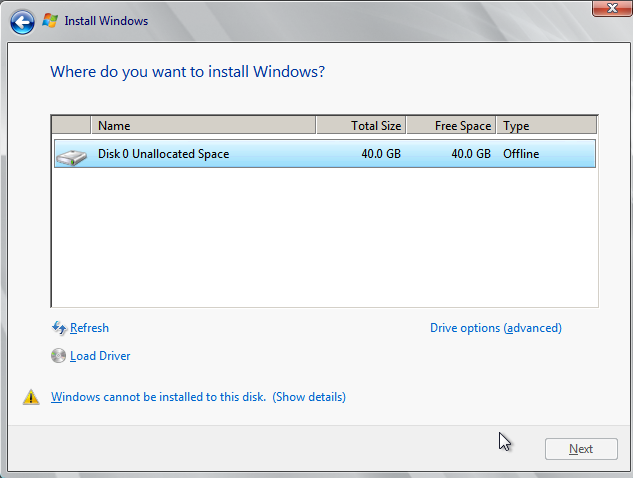 Install Windows
Where do you want to install Windows?
Name Total Size Free Space Type
Disk 0 Unallocated Space 40.0 GB 40.0 GB Offline
Refresh Drive options (advanced)
Load Driver
Windows cannot be installed to this disk. (Show details)
Next